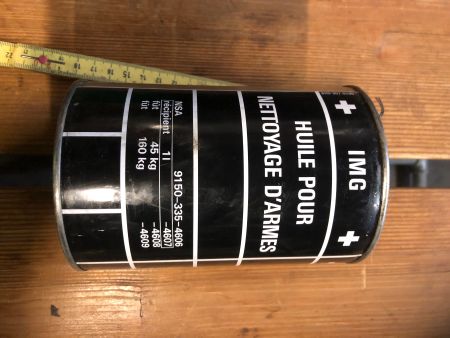 IMG
HUILE POUR
NETTOYAGE D'ARMES
NSA 9150-335-4606
récipient 1 l -4607
fût 45 kg -4608
fût 160 kg -4609